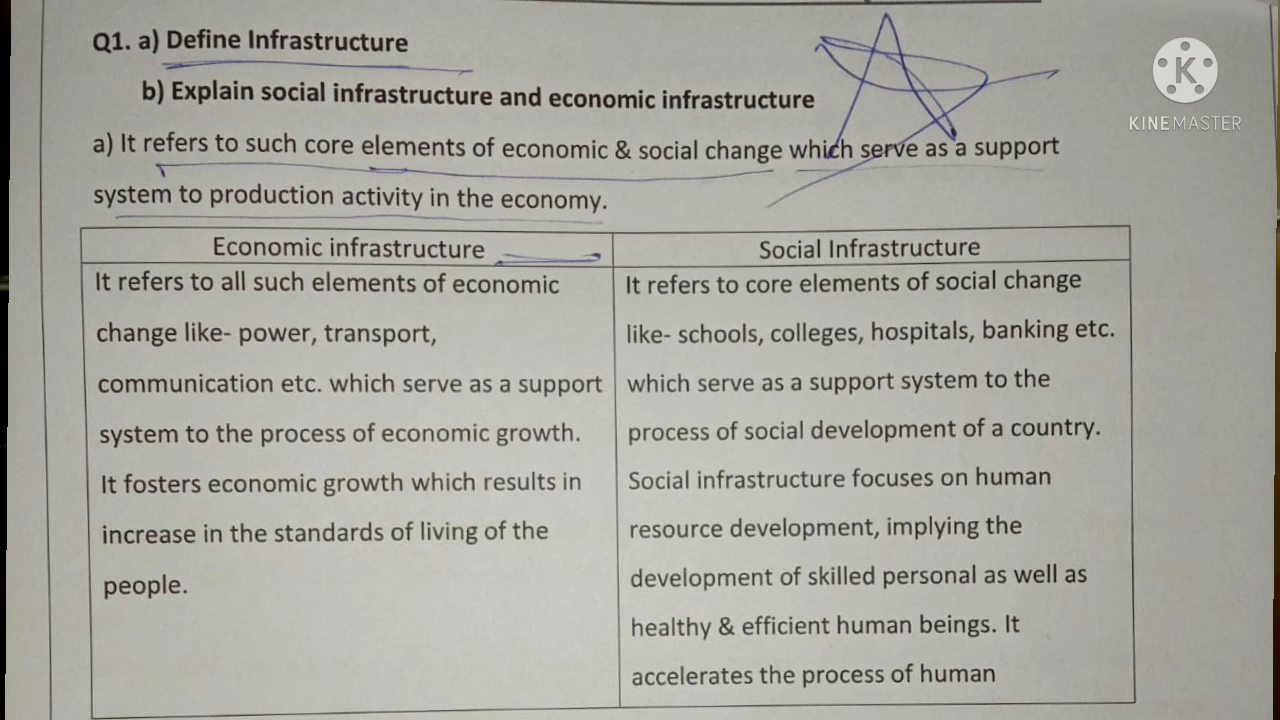 Q1. a) Define Infrastructure
b) Explain social infrastructure and economic infrastructure
a) It refers to such core elements of economic & social change which serve as a support
system to production activity in the economy.
Economic infrastructure
It refers to all such elements of economic
change like- power, transport,
communication etc. which serve as a support
system to the process of economic growth.
It fosters economic growth which results in
increase in the standards of living of the
people.
Social Infrastructure
It refers to core elements of social change
like- schools, colleges, hospitals, banking etc.
which serve as a support system to the
process of social development of a country.
Social infrastructure focuses on human
resource development, implying the
development of skilled personal as well as
healthy & efficient human beings. It
accelerates the process of human
K
KINEMASTER